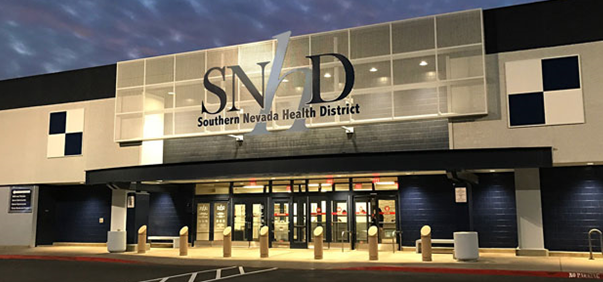 SNhD
Southern Nevada Health District
NO PARKING